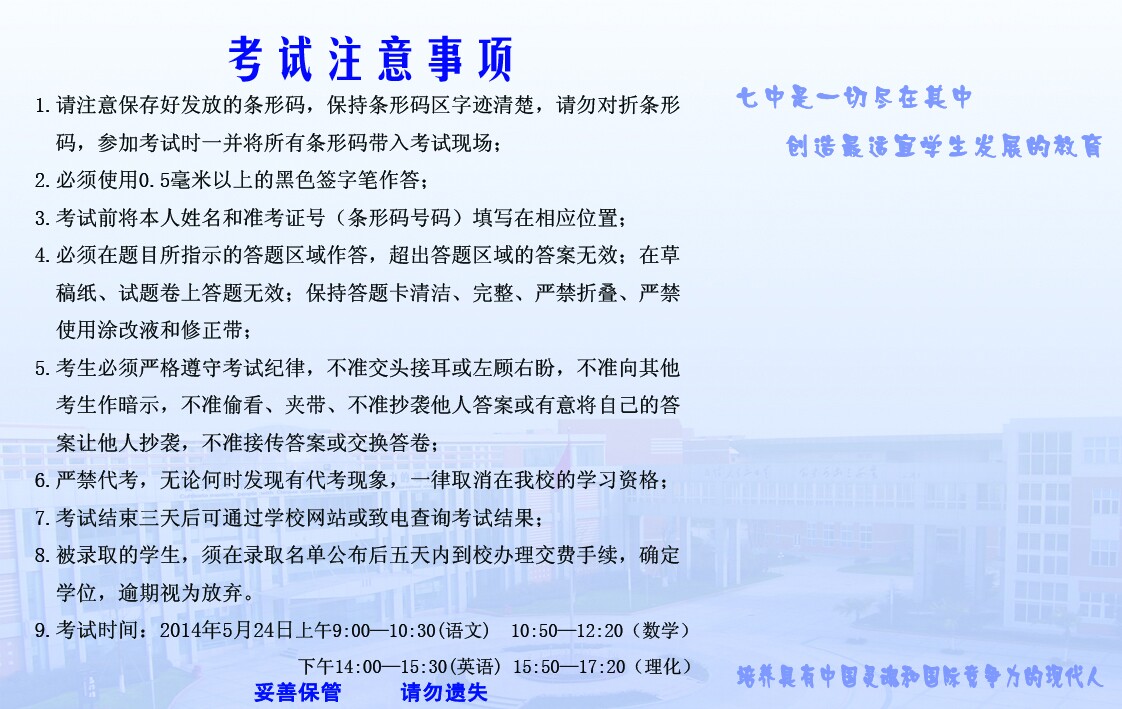 考试注意事项
1.请注意保存好发放的条形码，保持条形码区字迹清楚，请勿对折条形
码，参加考试时一并将所有条形码带入考试现场；
2.必须使用0.5毫米以上的黑色签字笔作答；
3.考试前将本人姓名和准考证号（条形码号码）填写在相应位置；
4.必须在题目所指示的答题区域作答，超出答题区域的答案无效；在草
稿纸、试题卷上答题无效；保持答题卡清洁、完整、严禁折叠、严禁
使用涂改液和修正带；
5.考生必须严格遵守考试纪律，不准交头接耳或左顾右盼，不准向其他
考生作暗示，不准偷看、夹带、不准抄袭他人答案或有意将自己的答
案让他人抄袭，不准接传答案或交换答卷；
6.严禁代考，无论何时发现有代考现象，一律取消在我校的学习资格；
7.考试结束三天后可通过学校网站或致电查询考试结果；
8.被录取的学生，须在录取名单公布后五天内到校办理交费手续，确定
学位，逾期视为放弃。
9.考试时间：2014年5月24日上午9:00—10:30(语文) 10:50—12:20（数学）
下午14:00—15:30(英语) 15:50—17:20（理化）
妥善保管 请勿遗失
七中是一切尽在其中
创造最适宜学生发展的教育
培养具有中国灵魂和国际竞争力的现代人